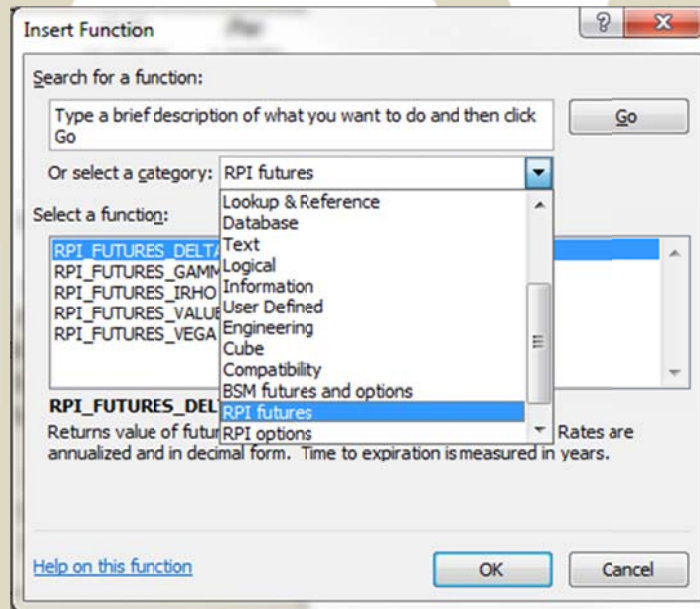 Insert Function
?
X
Search for a function:
Type a brief description of what you want to do and then click
Go
Go
Or select a category: RPI futures
Lookup & Reference
Database
Text
Logical
Information
User Defined
Engineering
Cube
Compatibility
BSM futures and options
RPI futures
RPI options
Select a function:
RPI_FUTURES_DELTA
RPI_FUTURES_GAMM
RPI_FUTURES_IRHO
RPI_FUTURES_VALUE
RPI_FUTURES_VEGA
RPI_FUTURES_DEL
Returns value of futur Rates are
annualized and in decimal form. Time to expiration is measured in years.
Help on this function
OK
Cancel